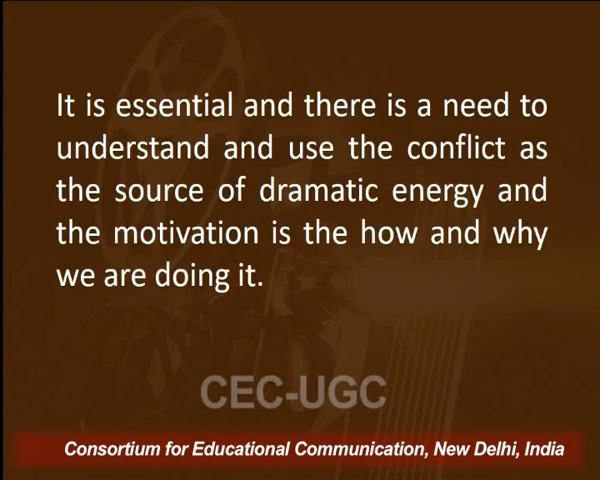 It is essential and there is a need to
understand and use the conflict as
the source of dramatic energy and
the motivation is the how and why
we are doing it.
CEC-UGC
Consortium for Educational Communication, New Delhi, India